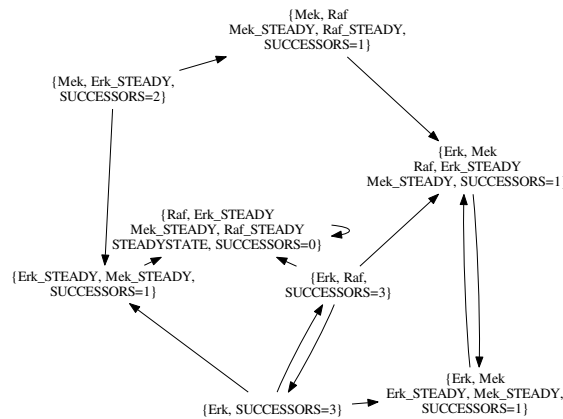 {Mek, Raf
Mek_STEADY, Raf_STEADY,
SUCCESSORS=1}
{Mek, Erk_STEADY,
SUCCESSORS=2}
{Erk, Mek
Raf, Erk_STEADY
Mek_STEADY, SUCCESSORS=1}
{Raf, Erk_STEADY
Mek_STEADY, Raf_STEADY
STEADYSTATE, SUCCESSORS=0}
{Erk_STEADY, Mek_STEADY,
SUCCESSORS=1}
{Erk, Raf,
SUCCESSORS=3}
{Erk, SUCCESSORS=3}
{Erk, Mek
Erk_STEADY, Mek_STEADY,
SUCCESSORS=1}